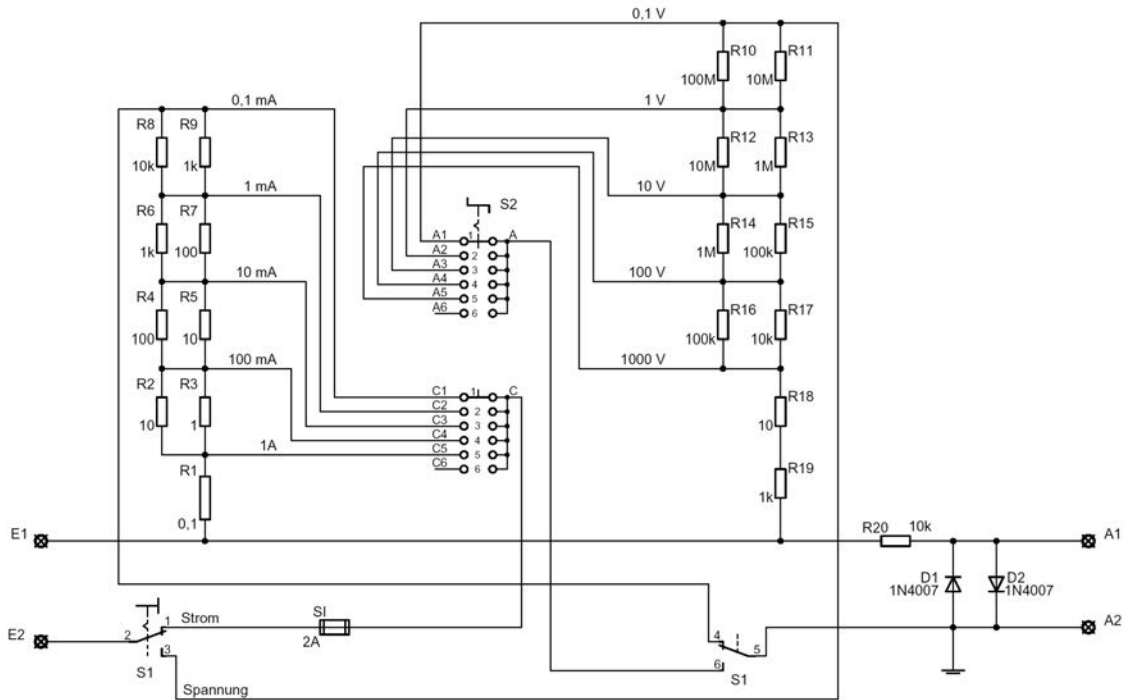 0,1 V
R10 R11
100M 10M
0,1 mA 1 V
R8 R9
R12 R13
10k 1k
10M 1M
1 mA 10 V
R6 R7 S2
A1 1 A
R14 R15
1k 100
A2 2
1M 100k
A3 3
10 mA 100 V
A4 4
R4 R5
A5 5
R16 R17
A6 6
100 10
100k 10k
100 mA 1000 V
R2 R3
C1 1 C
R18
C2 2
10 1
C3 3
10
C4 4
1A C5 5
R1 C6 6
R19
1k
0,1
E1 R20 10k A1
D1 D2
1N4007 1N4007
1 Strom SI
E2 2 2A
4 5 A2
3
S1 6 S1
Spannung